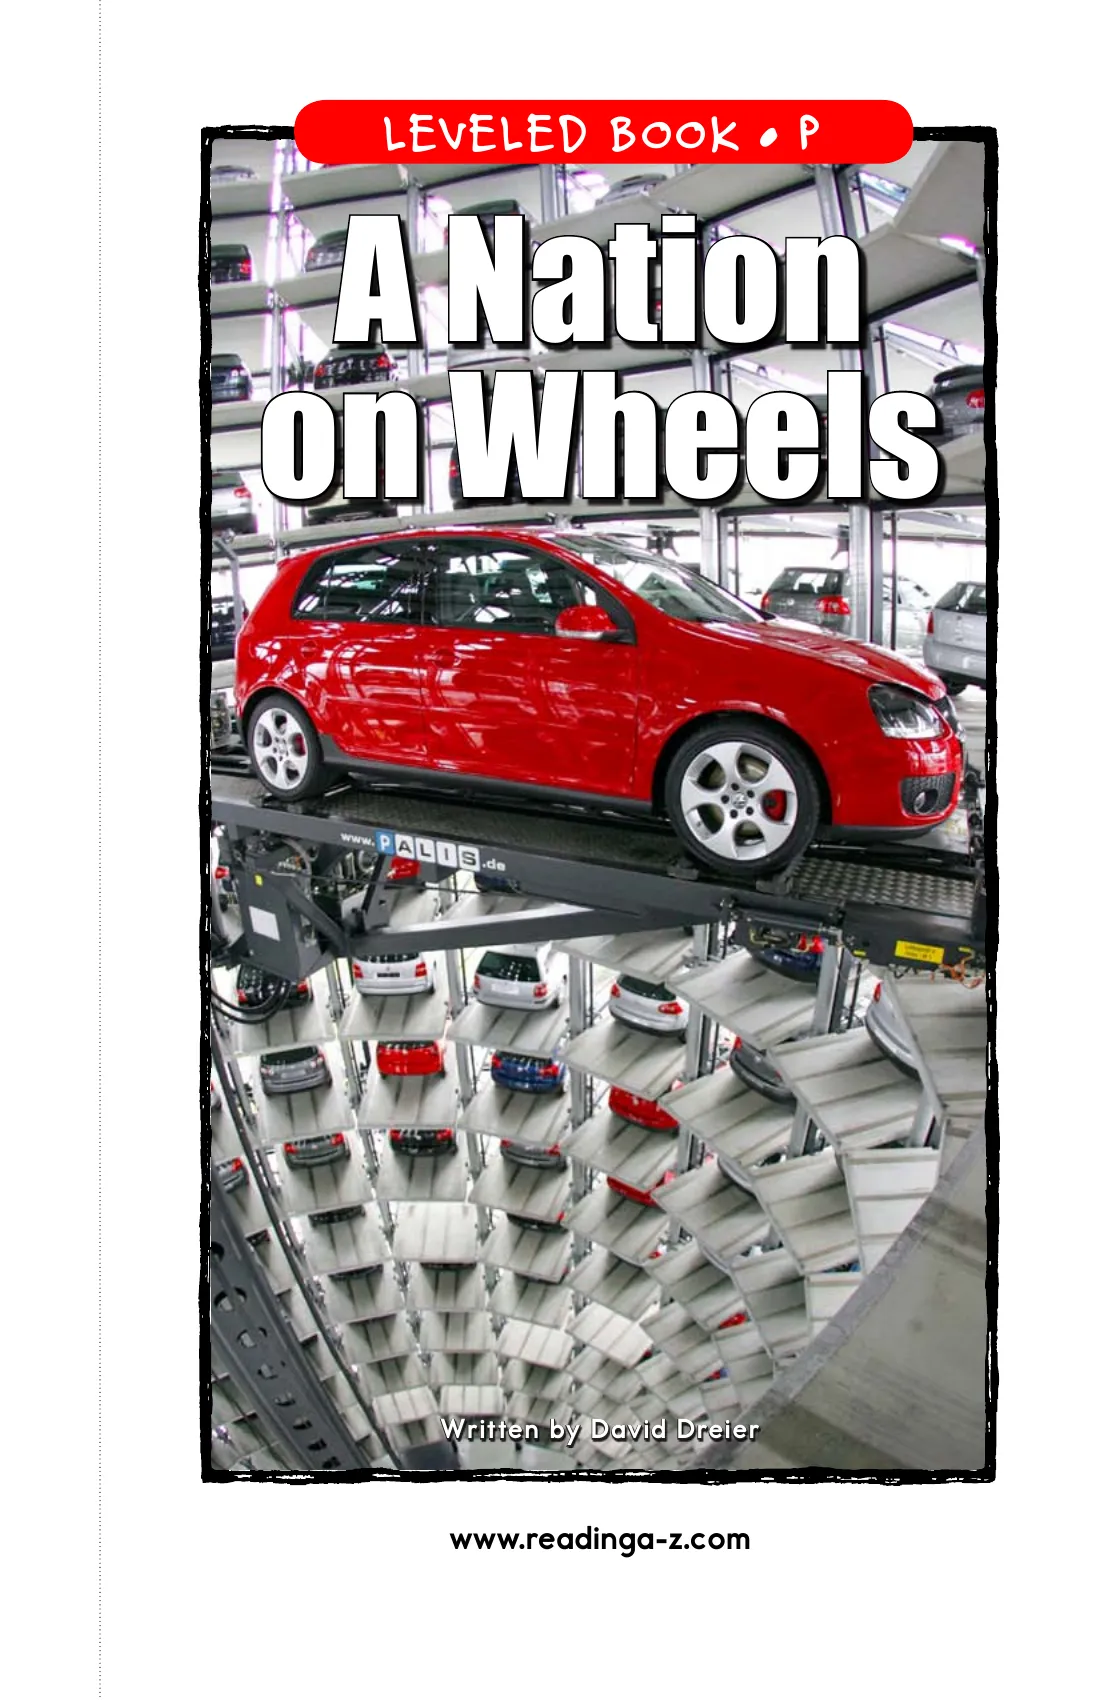 LEVELED BOOK • P
A Nation
on Wheels
www.PALIS.de
Written by David Dreier
www.readinga-z.com